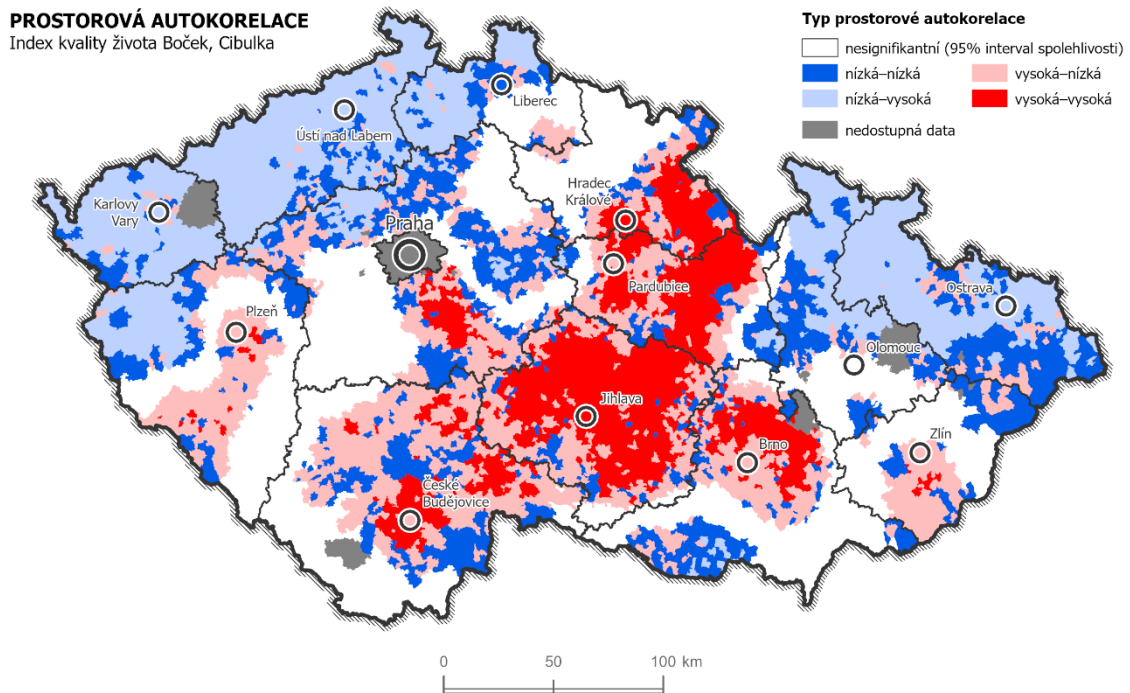 PROSTOROVÁ AUTOKORELACE
Index kvality života Boček, Cibulka
Typ prostorové autokorelace
nesignifikantní (95% interval spolehlivosti)
nízká–nízká
vysoká–nízká
nízká–vysoká
vysoká–vysoká
nedostupná data
Liberec
Ústí nad Labem
Karlovy
Vary
Hradec
Králové
Praha
Pardubice
Plzeň
Ostrava
Olomouc
Jihlava
Brno
Zlín
České
Budějovice
0 50 100 km